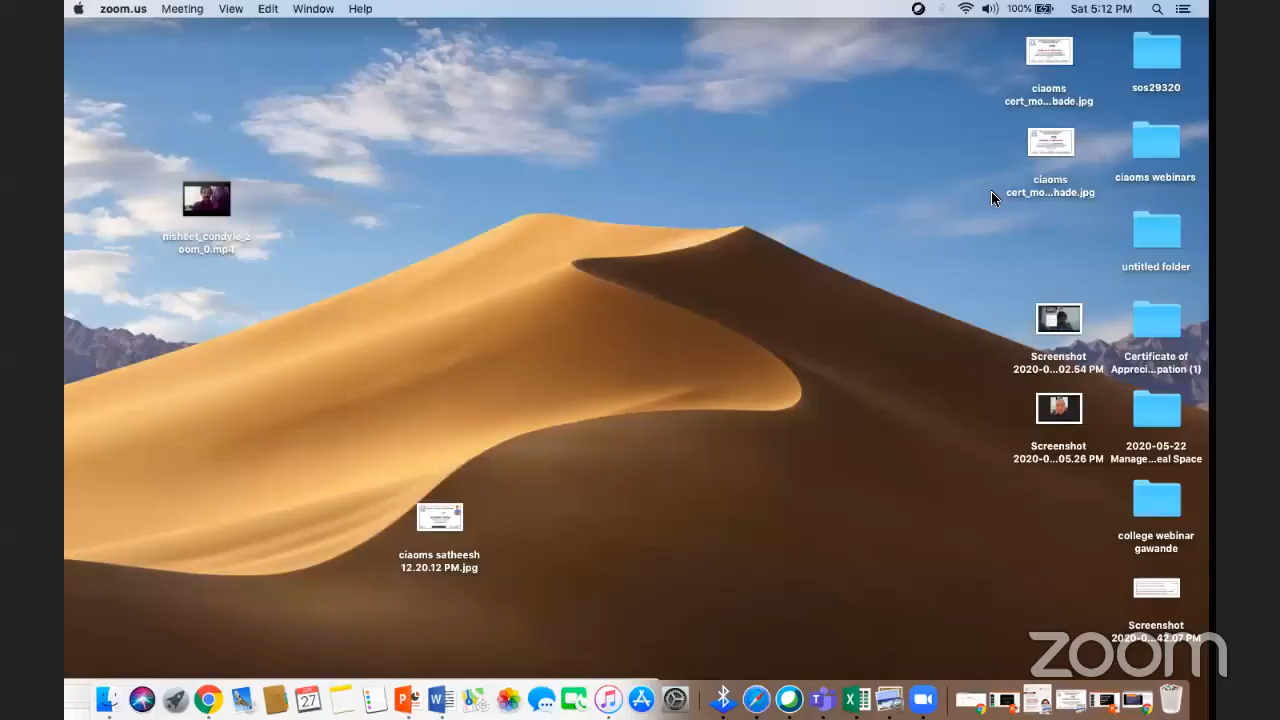 zoom.us Meeting View Edit Window Help
100% Sat 5:12 PM
ciaoms
cert_mo...bade.jpg
sos29320
ciaoms
cert_mo...hade.jpg
ciaoms webinars
nisheet_condyle_z
oom_0.mp4
untitled folder
Screenshot
2020-0...02.54 PM
Certificate of
Appreci...pation (1)
Screenshot
2020-0...05.26 PM
2020-05-22
Manage...eal Space
ciaoms satheesh
12.20.12 PM.jpg
college webinar
gawande
Screenshot
2020-0...42.07 PM
zoom
27